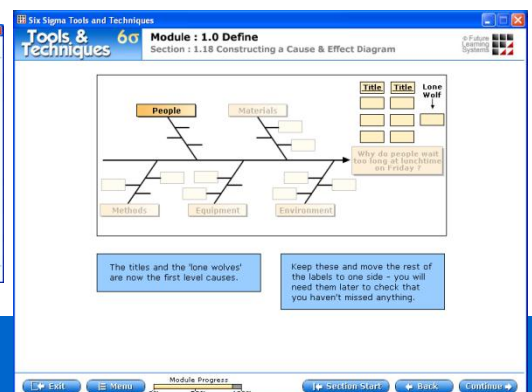 Six Sigma Tools and Techniques
Tools & Techniques 6σ
Module : 1.0 Define
Section : 1.18 Constructing a Cause & Effect Diagram
© Future Learning Systems
People
Materials
Title Title Lone Wolf
Why do people wait
too long at lunchtime
on Friday ?
Methods
Equipment
Environment
The titles and the 'lone wolves'
are now the first level causes.
Keep these and move the rest of
the labels to one side – you will
need them later to check that
you haven't missed anything.
Module Progress
Exit
Menu
Section Start
Back
Continue